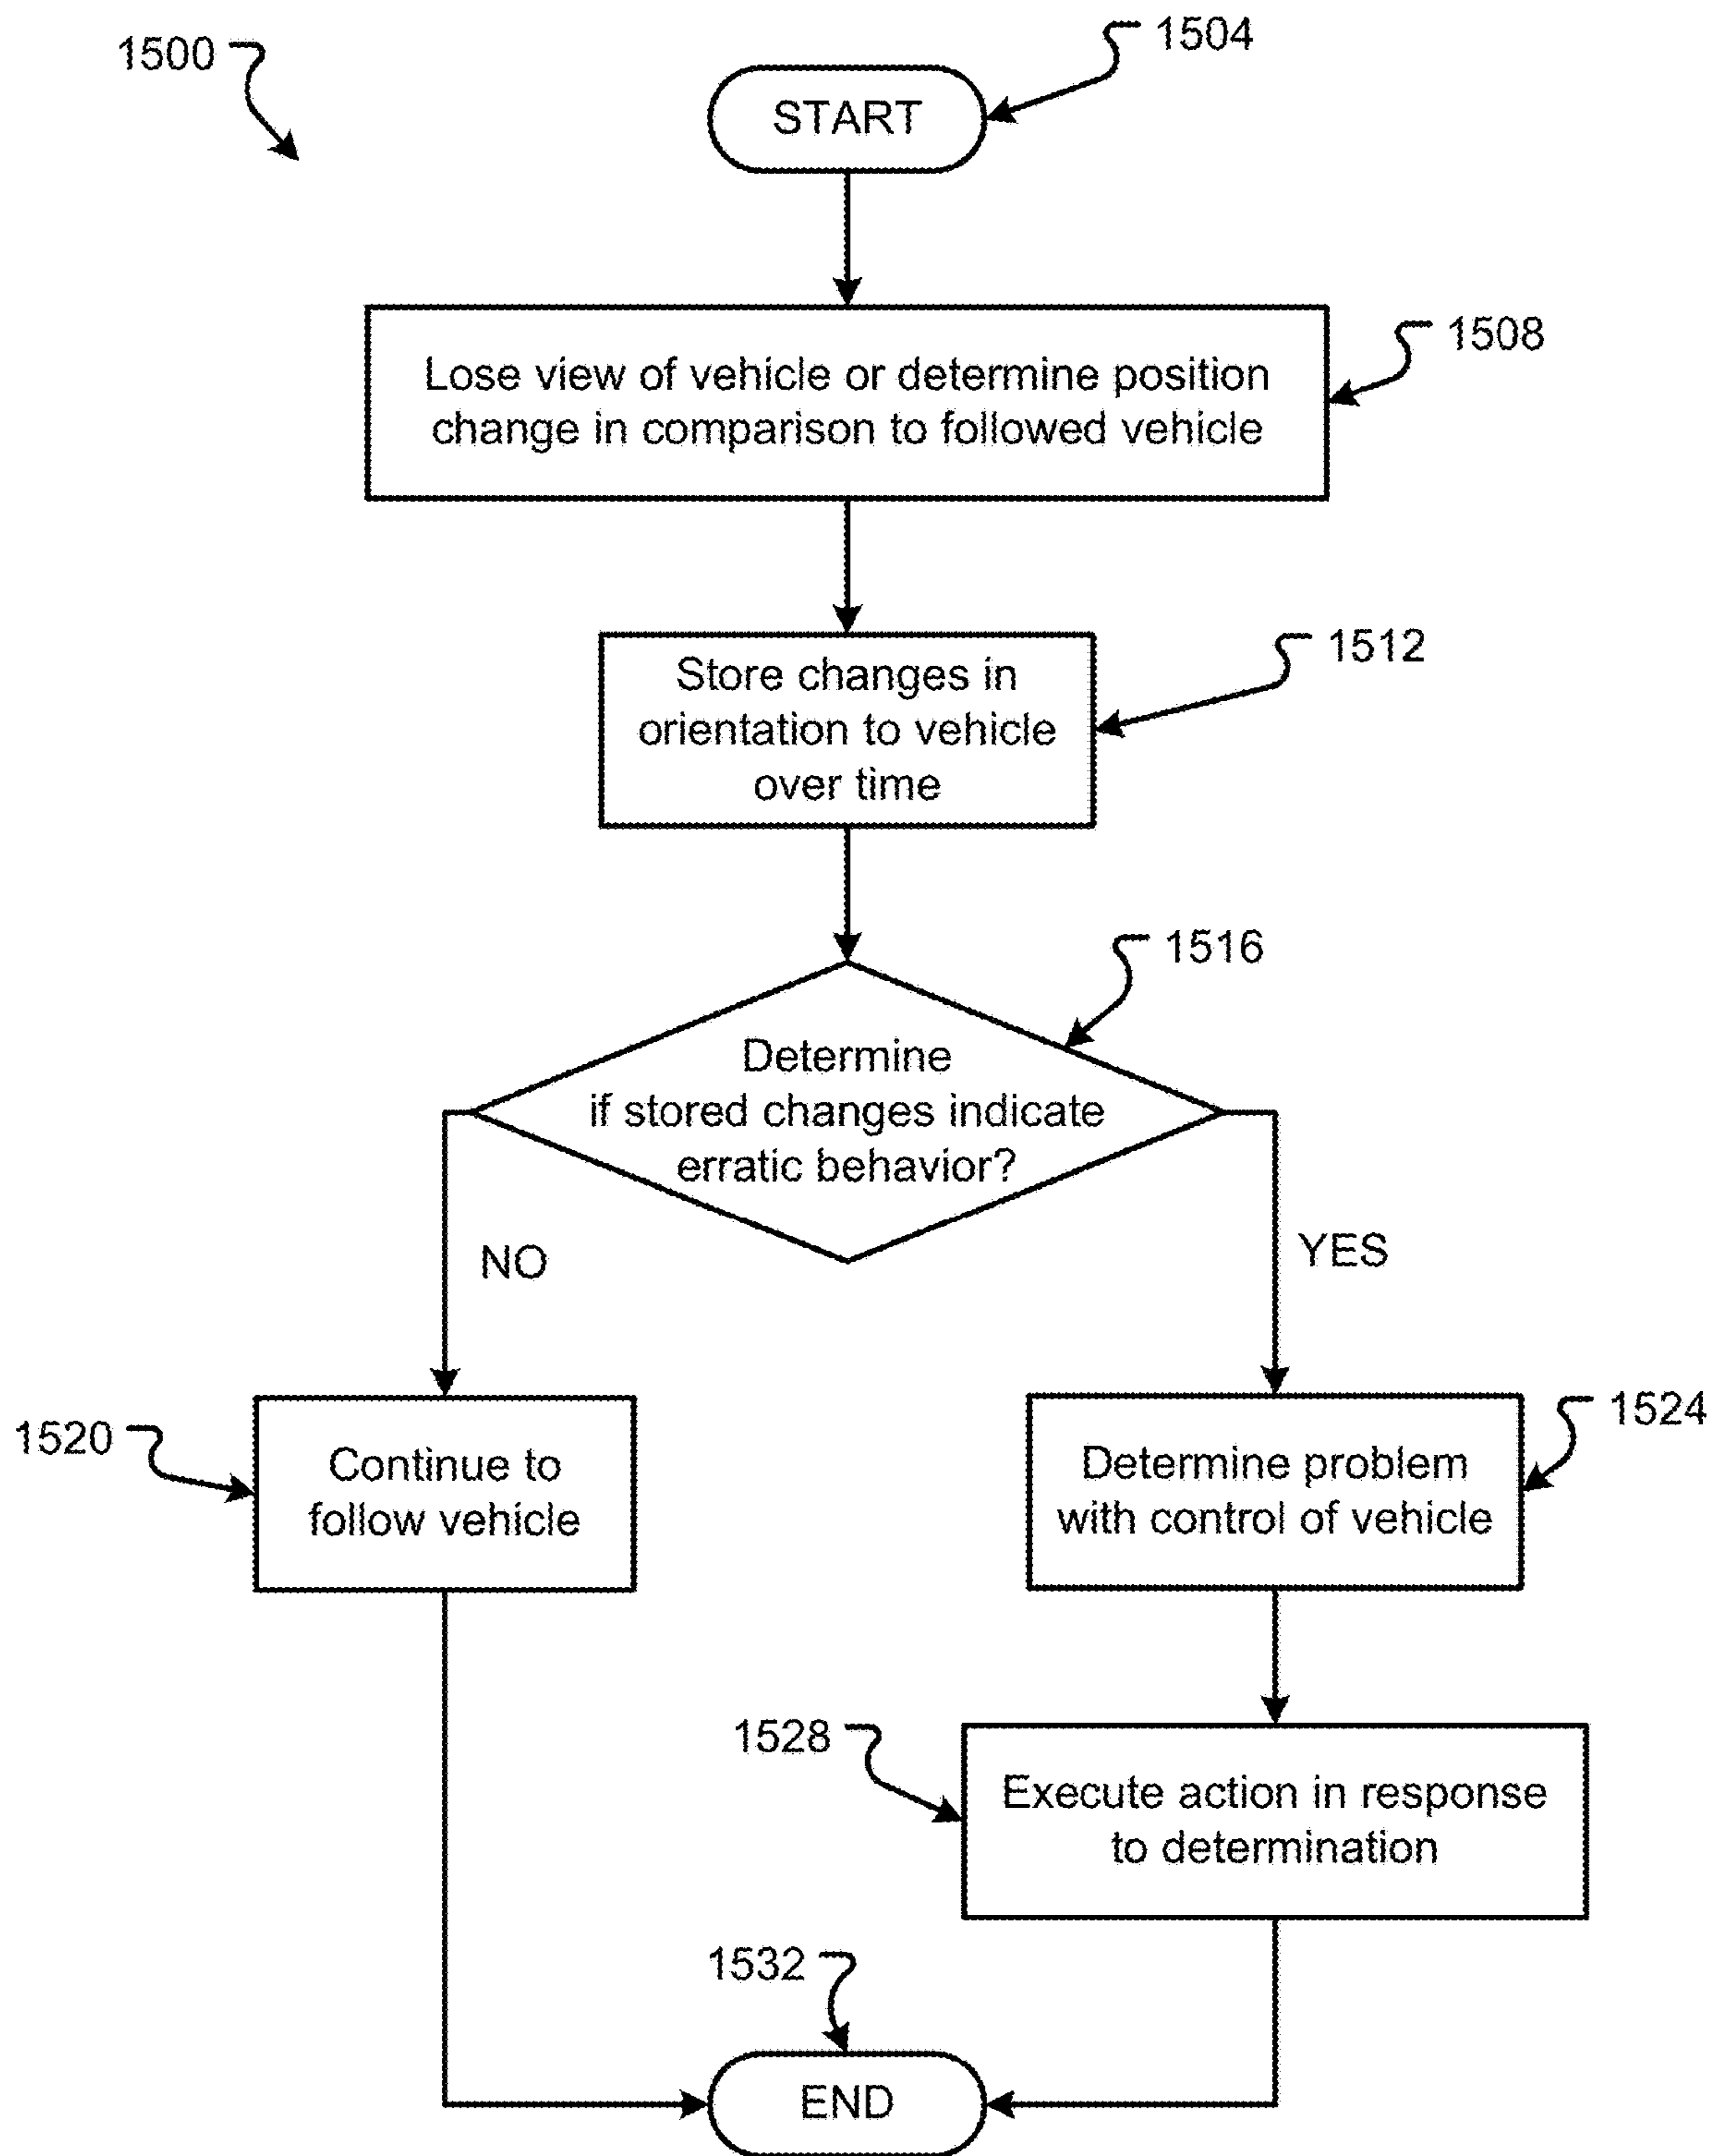 1500
1504
START
1508
Lose view of vehicle or determine position
change in comparison to followed vehicle
1512
Store changes in
orientation to vehicle
over time
1516
Determine
if stored changes indicate
erratic behavior?
NO
YES
1520
Continue to
follow vehicle
1524
Determine problem
with control of vehicle
1528
Execute action in response
to determination
1532
END